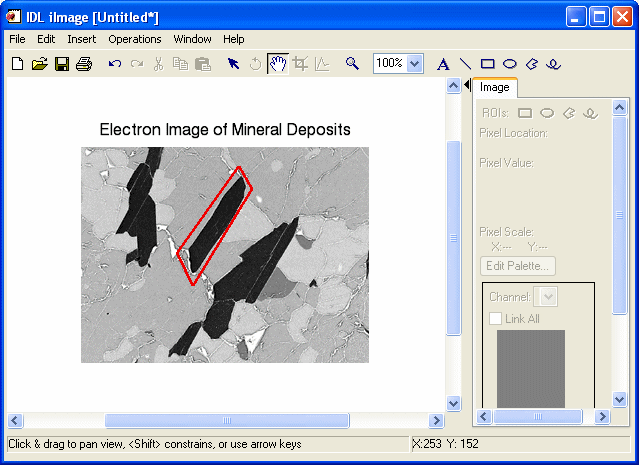 IDL iImage [Untitled*]
File Edit Insert Operations Window Help
100% A
Image
ROIs:
Pixel Location:
Pixel Value:
Pixel Scale:
X:--- Y:---
Edit Palette...
Channel:
Link All
Electron Image of Mineral Deposits
Click & drag to pan view, <Shift> constrains, or use arrow keys
X:253 Y: 152